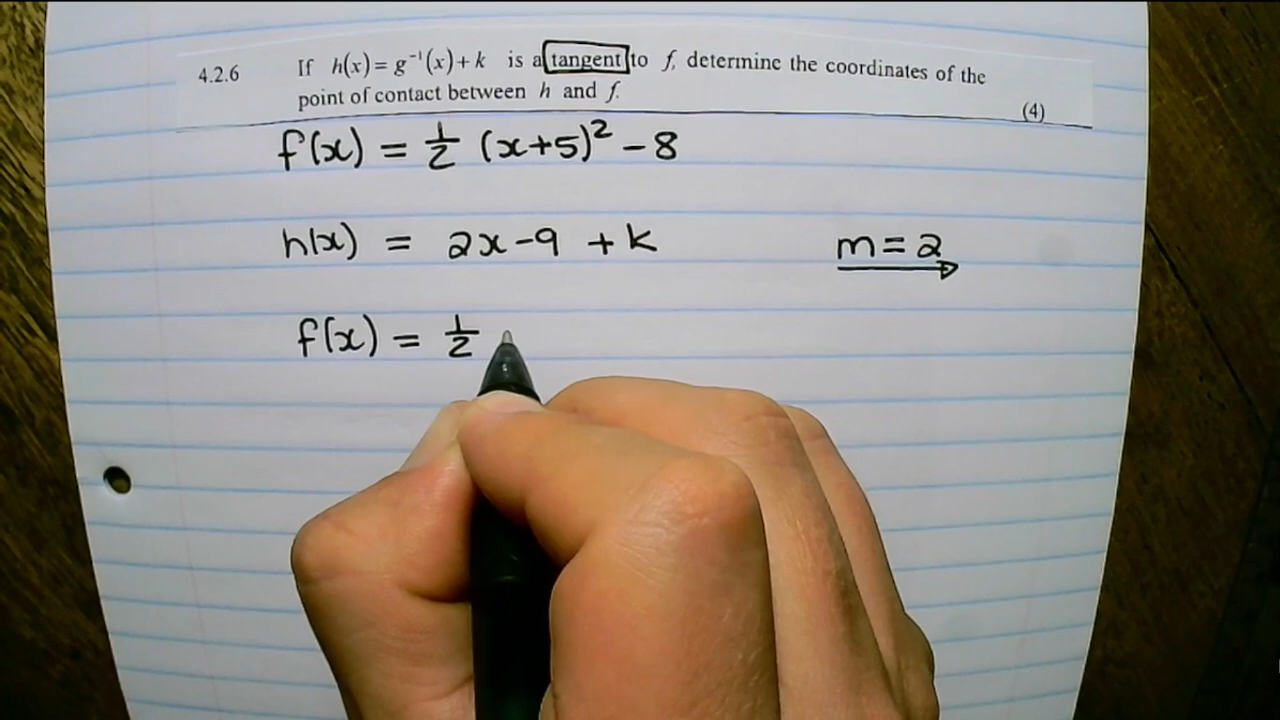 4.2.6 If h(x) = g⁻¹(x) + k is a tangent to f, determine the coordinates of the
point of contact between h and f.
(4)
f(x) = 1/2 (x+5)² - 8
h(x) = 2x - 9 + k m = 2
f(x) = 1/2